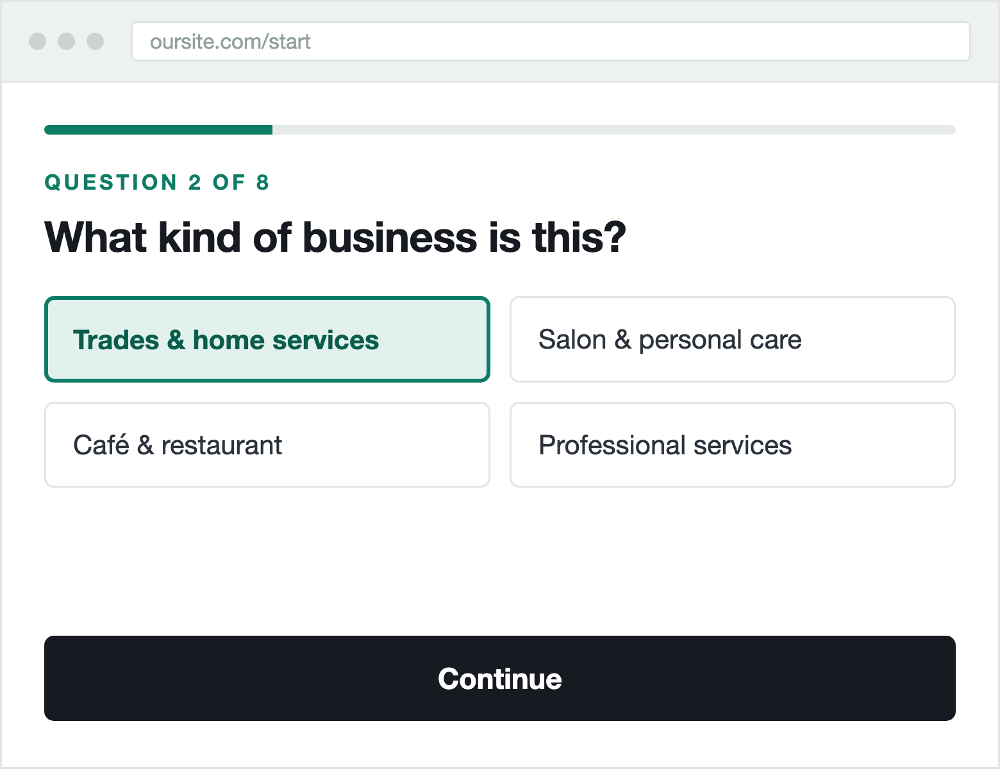 oursite.com/start
QUESTION 2 OF 8
What kind of business is this?
Trades & home services
Salon & personal care
Café & restaurant
Professional services
Continue